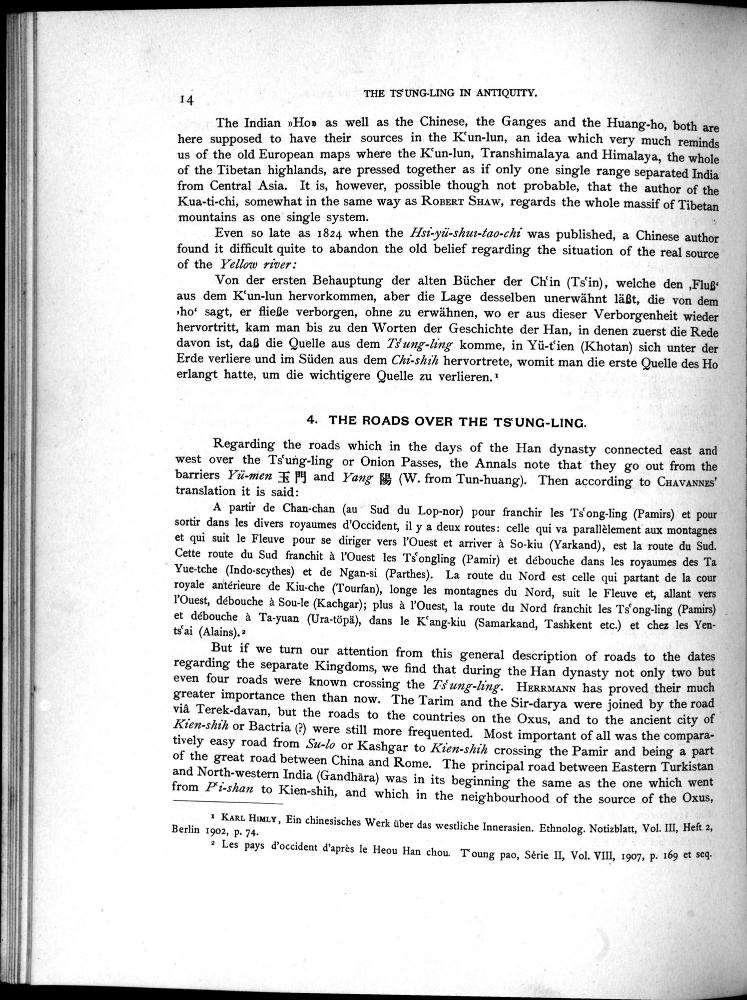 14
THE TS‘UNG-LING IN ANTIQUITY.
The Indian »Ho» as well as the Chinese, the Ganges and the Huang-ho, both are
here supposed to have their sources in the K‘un-lun, an idea which very much reminds
us of the old European maps where the K‘un-lun, Transhimalaya and Himalaya, the whole
of the Tibetan highlands, are pressed together as if only one single range separated India
from Central Asia. It is, however, possible though not probable, that the author of the
Kua-ti-chi, somewhat in the same way as ROBERT SHAW, regards the whole massif of Tibetan
mountains as one single system.
Even so late as 1824 when the Hsi-yü-shui-tao-chi was published, a Chinese author
found it difficult quite to abandon the old belief regarding the situation of the real source
of the Yellow river:
Von der ersten Behauptung der alten Bücher der Ch‘in (Ts‘in), welche den ‚Fluß‘
aus dem K‘un-lun hervorkommen, aber die Lage desselben unerwähnt läßt, die von dem
‚ho‘ sagt, er fließe verborgen, ohne zu erwähnen, wo er aus dieser Verborgenheit wieder
hervortritt, kam man bis zu den Worten der Geschichte der Han, in denen zuerst die Rede
davon ist, daß die Quelle aus dem Ts‘ung-ling komme, in Yü-t‘ien (Khotan) sich unter der
Erde verliere und im Süden aus dem Chi-shih hervortrete, womit man die erste Quelle des Ho
erlangt hatte, um die wichtigere Quelle zu verlieren.¹
4. THE ROADS OVER THE TS‘UNG-LING.
Regarding the roads which in the days of the Han dynasty connected east and
west over the Ts‘ung-ling or Onion Passes, the Annals note that they go out from the
barriers Yü-men 玉門 and Yang 陽 (W. from Tun-huang). Then according to CHAVANNES’
translation it is said:
A partir de Chan-chan (au Sud du Lop-nor) pour franchir les Ts‘ong-ling (Pamirs) et pour
sortir dans les divers royaumes d’Occident, il y a deux routes: celle qui va parallèlement aux montagnes
et qui suit le Fleuve pour se diriger vers l’Ouest et arriver à So-kiu (Yarkand), est la route du Sud.
Cette route du Sud franchit à l’Ouest les Ts‘ongling (Pamir) et débouche dans les royaumes des Ta
Yue-tche (Indo-scythes) et de Ngan-si (Parthes). La route du Nord est celle qui partant de la cour
royale antérieure de Kiu-che (Tourfan), longe les montagnes du Nord, suit le Fleuve et, allant vers
l’Ouest, débouche à Sou-le (Kachgar); plus à l’Ouest, la route du Nord franchit les Ts‘ong-ling (Pamirs)
et débouche à Ta-yuan (Ura-töpä), dans le K‘ang-kiu (Samarkand, Tashkent etc.) et chez les Yen-
ts‘ai (Alains).²
But if we turn our attention from this general description of roads to the dates
regarding the separate Kingdoms, we find that during the Han dynasty not only two but
even four roads were known crossing the Ts‘ung-ling. HERRMANN has proved their much
greater importance then than now. The Tarim and the Sir-darya were joined by the road
viâ Terek-davan, but the roads to the countries on the Oxus, and to the ancient city of
Kien-shih or Bactria (?) were still more frequented. Most important of all was the compara-
tively easy road from Su-lo or Kashgar to Kien-shih crossing the Pamir and being a part
of the great road between China and Rome. The principal road between Eastern Turkistan
and North-western India (Gandhāra) was in its beginning the same as the one which went
from P‘i-shan to Kien-shih, and which in the neighbourhood of the source of the Oxus,
¹ KARL HIMLY, Ein chinesisches Werk über das westliche Innerasien. Ethnolog. Notizblatt, Vol. III, Heft 2,
Berlin 1902, p. 74.
² Les pays d’occident d’après le Heou Han chou. T‘oung pao, Série II, Vol. VIII, 1907, p. 169 et seq.